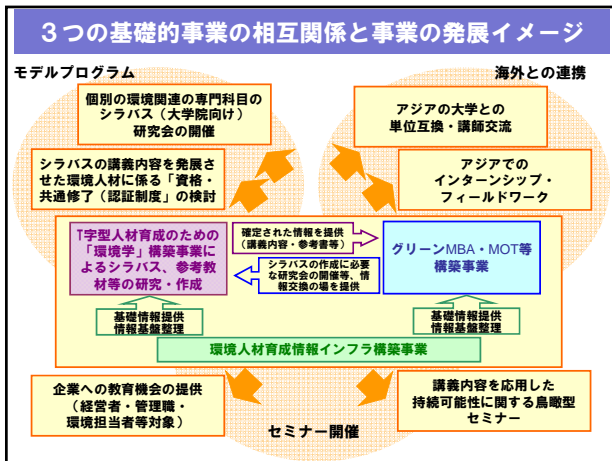 ３つの基礎的事業の相互関係と事業の発展イメージ
モデルプログラム
海外との連携
個別の環境関連の専門科目の
シラバス（大学院向け）
研究会の開催
アジアの大学との
単位互換・講師交流
シラバスの講義内容を発展さ
せた環境人材に係る「資格・
共通修了（認証制度」の検討
アジアでの
インターンシップ・
フィールドワーク
T字型人材育成のための
「環境学」構築事業に
よるシラバス、参考教
材等の研究・作成
確定された情報を提供
（講義内容・参考書等）
シラバスの作成に必要
な研究会の開催等、情
報交換の場を提供
グリーンMBA・MOT等
構築事業
基礎情報提供
情報基盤整理
基礎情報提供
情報基盤整理
環境人材育成情報インフラ構築事業
企業への教育機会の提供
（経営者・管理職・
環境担当者等対象）
講義内容を応用した
持続可能性に関する鳥瞰型
セミナー
セミナー開催